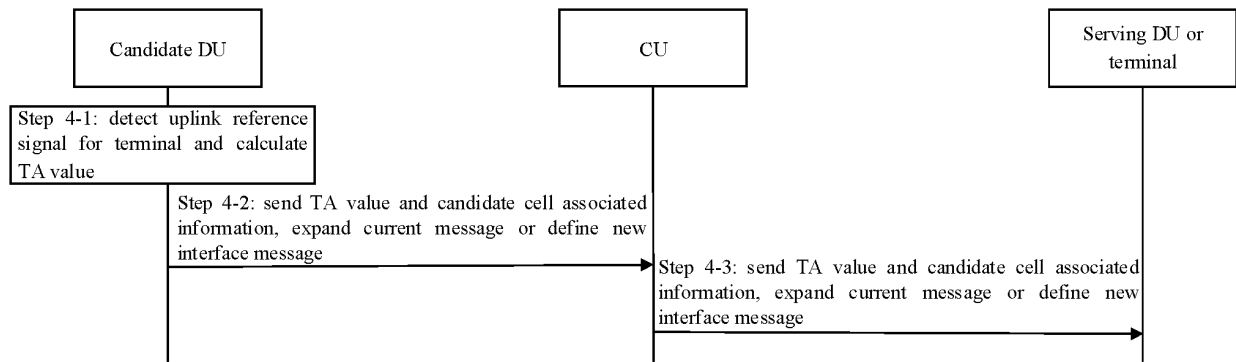 Candidate DU
CU
Serving DU or
terminal
Step 4-1: detect uplink reference
signal for terminal and calculate
TA value
Step 4-2: send TA value and candidate cell associated
information, expand current message or define new
interface message
Step 4-3: send TA value and candidate cell associated
information, expand current message or define new
interface message